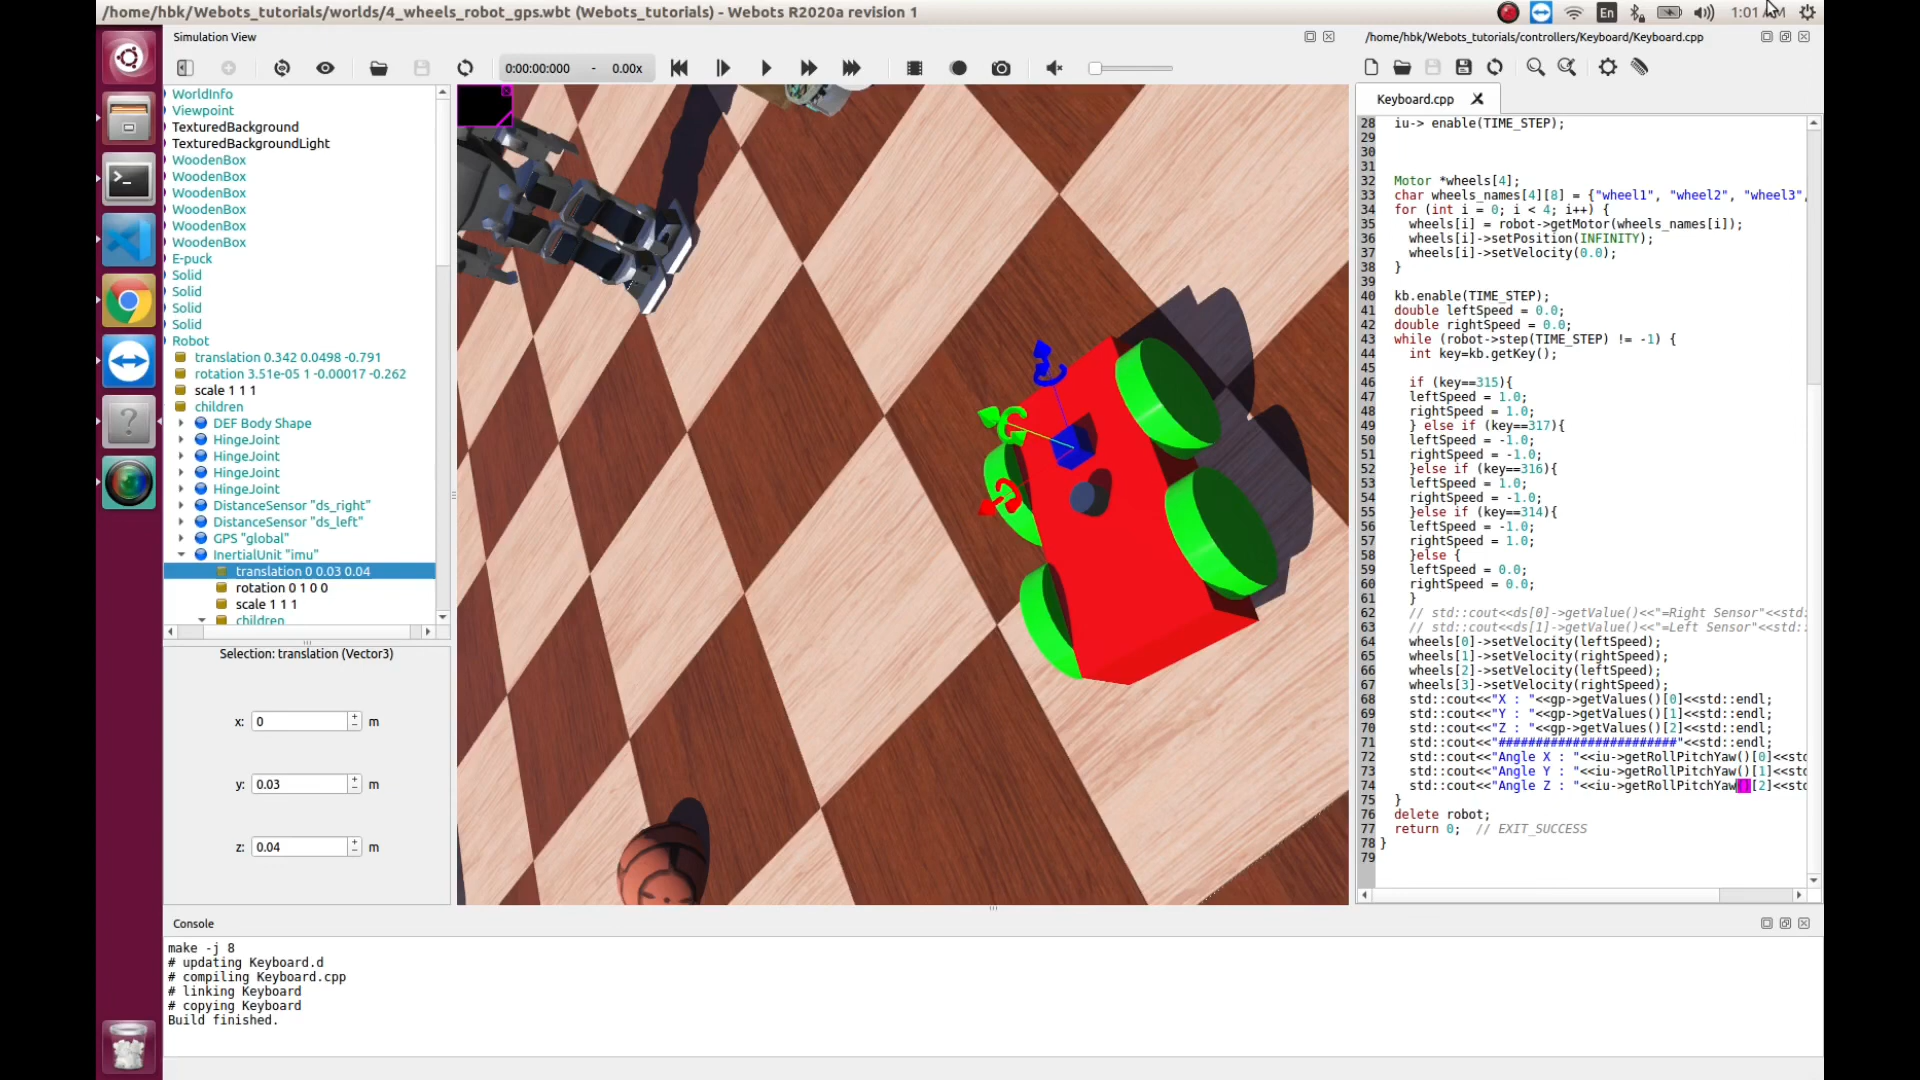 /home/hbk/Webots_tutorials/worlds/4_wheels_robot_gps.wbt (Webots_tutorials) - Webots R2020a revision 1
En
1:01
Simulation View
0:00:00:000 - 0.00x
WorldInfo
Viewpoint
TexturedBackground
TexturedBackgroundLight
WoodenBox
WoodenBox
WoodenBox
WoodenBox
WoodenBox
WoodenBox
E-puck
Solid
Solid
Solid
Solid
Robot
translation 0.342 0.0498 -0.791
rotation 3.51e-05 1 -0.00017 -0.262
scale 1 1 1
children
DEF Body Shape
HingeJoint
HingeJoint
HingeJoint
HingeJoint
DistanceSensor "ds_right"
DistanceSensor "ds_left"
GPS "global"
InertialUnit "imu"
translation 0 0.03 0.04
rotation 0 1 0 0
scale 1 1 1
children
Selection: translation (Vector3)
x: 0 m
y: 0.03 m
z: 0.04 m
/home/hbk/Webots_tutorials/controllers/Keyboard/Keyboard.cpp
Keyboard.cpp
28 iu-> enable(TIME_STEP);
29
30
31
32 Motor *wheels[4];
33 char wheels_names[4][8] = {"wheel1", "wheel2", "wheel3",
34 for (int i = 0; i < 4; i++) {
35 wheels[i] = robot->getMotor(wheels_names[i]);
36 wheels[i]->setPosition(INFINITY);
37 wheels[i]->setVelocity(0.0);
38 }
39
40 kb.enable(TIME_STEP);
41 double leftSpeed = 0.0;
42 double rightSpeed = 0.0;
43 while (robot->step(TIME_STEP) != -1) {
44 int key=kb.getKey();
45
46 if (key==315){
47 leftSpeed = 1.0;
48 rightSpeed = 1.0;
49 } else if (key==317){
50 leftSpeed = -1.0;
51 rightSpeed = -1.0;
52 }else if (key==316){
53 leftSpeed = 1.0;
54 rightSpeed = -1.0;
55 }else if (key==314){
56 leftSpeed = -1.0;
57 rightSpeed = 1.0;
58 }else {
59 leftSpeed = 0.0;
60 rightSpeed = 0.0;
61 }
62 // std::cout<<ds[0]->getValue()<<"=Right Sensor"<<std:
63 // std::cout<<ds[1]->getValue()<<"=Left Sensor"<<std::
64 wheels[0]->setVelocity(leftSpeed);
65 wheels[1]->setVelocity(rightSpeed);
66 wheels[2]->setVelocity(leftSpeed);
67 wheels[3]->setVelocity(rightSpeed);
68 std::cout<<"X : "<<gp->getValues()[0]<<std::endl;
69 std::cout<<"Y : "<<gp->getValues()[1]<<std::endl;
70 std::cout<<"Z : "<<gp->getValues()[2]<<std::endl;
71 std::cout<<"########################"<<std::endl;
72 std::cout<<"Angle X : "<<iu->getRollPitchYaw()[0]<<std
73 std::cout<<"Angle Y : "<<iu->getRollPitchYaw()[1]<<std
74 std::cout<<"Angle Z : "<<iu->getRollPitchYaw()[2]<<std
75 }
76 delete robot;
77 return 0; // EXIT_SUCCESS
78 }
79
Console
make -j 8
# updating Keyboard.d
# compiling Keyboard.cpp
# linking Keyboard
# copying Keyboard
Build finished.